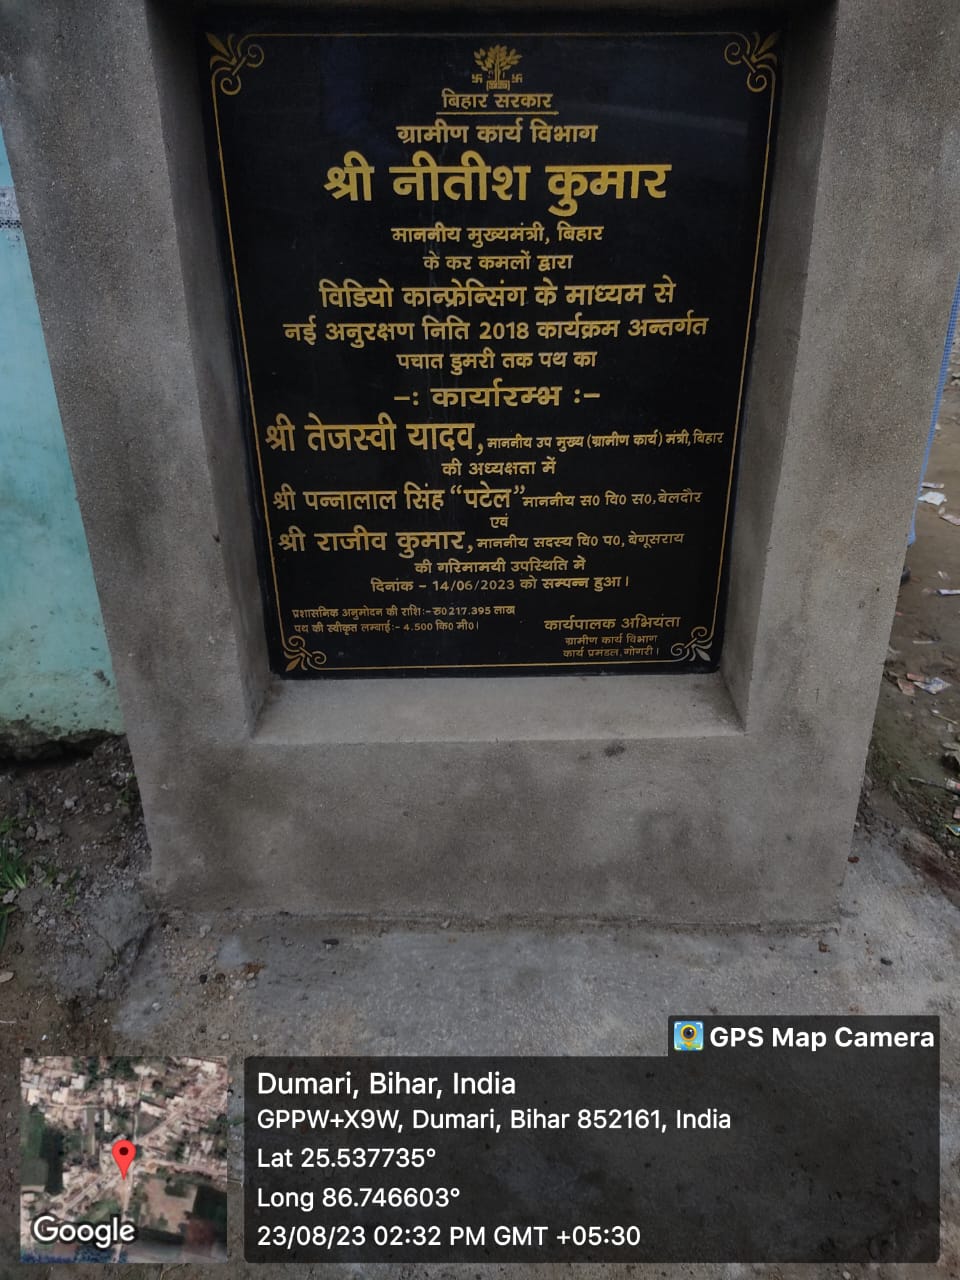 बिहार सरकार
ग्रामीण कार्य विभाग
श्री नीतीश कुमार
माननीय मुख्यमंत्री, बिहार
के कर कमलों द्वारा
विडियो कान्फ्रेन्सिंग के माध्यम से
नई अनुरक्षण निति 2018 कार्यक्रम अन्तर्गत
पचात डुमरी तक पथ का
–: कार्यारम्भ :–
श्री तेजस्वी यादव, माननीय उप मुख्य (ग्रामीण कार्य) मंत्री, बिहार
की अध्यक्षता में
श्री पन्नालाल सिंह “पटेल” माननीय स० वि० स०, बेलदौर
एवं
श्री राजीव कुमार, माननीय सदस्य वि० प०, बेगूसराय
की गरिमामयी उपस्थिति में
दिनांक – 14/06/2023 को सम्पन्न हुआ।
प्रशासनिक अनुमोदन की राशि:– रु0 217.395 लाख
पथ की स्वीकृत लम्बाई:– 4.500 कि० मी०।
कार्यपालक अभियंता
ग्रामीण कार्य विभाग
कार्य प्रमंडल, गोगरी।
GPS Map Camera
Dumari, Bihar, India
GPPW+X9W, Dumari, Bihar 852161, India
Lat 25.537735°
Long 86.746603°
23/08/23 02:32 PM GMT +05:30
Google